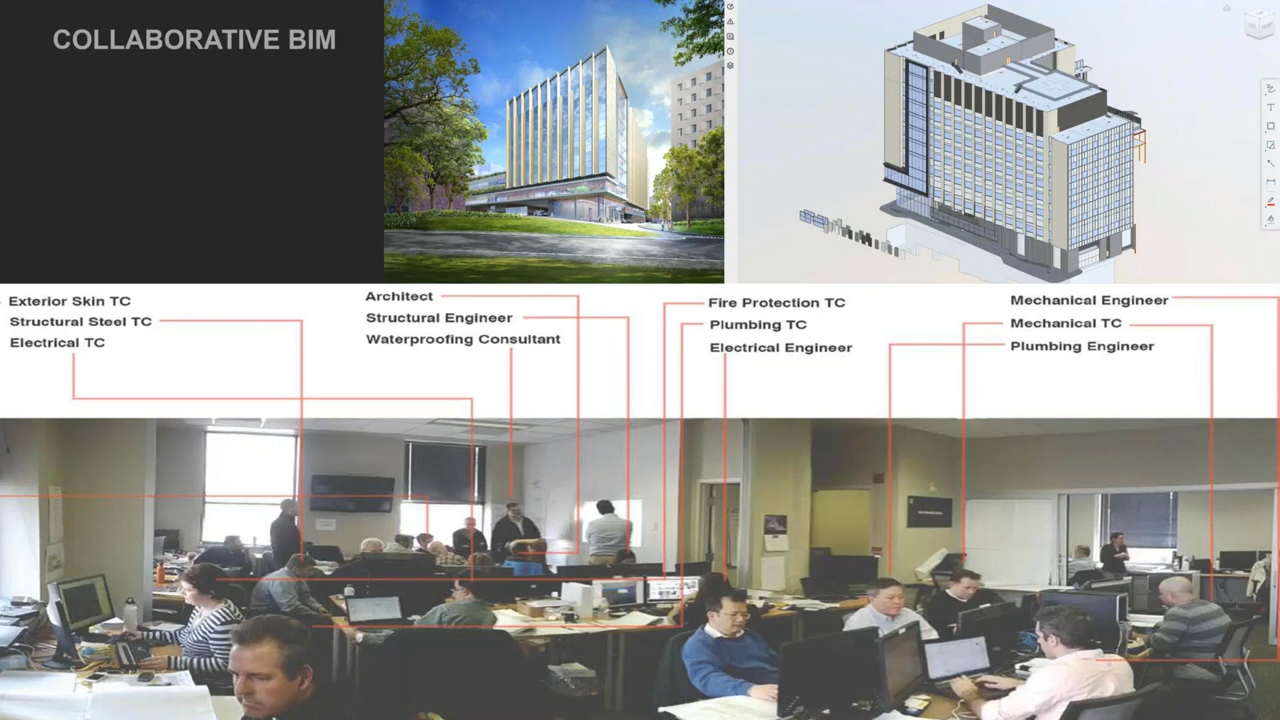 COLLABORATIVE BIM
Exterior Skin TC
Structural Steel TC
Electrical TC
Architect
Structural Engineer
Waterproofing Consultant
Fire Protection TC
Plumbing TC
Electrical Engineer
Mechanical Engineer
Mechanical TC
Plumbing Engineer